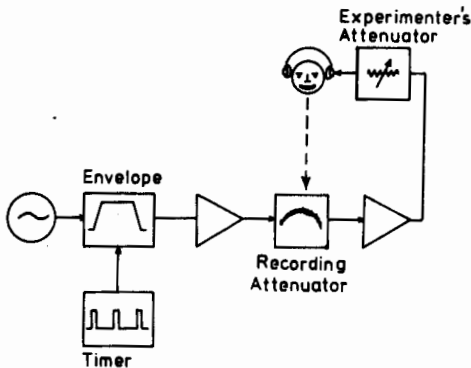 Experimenter's
Attenuator
Envelope
Recording
Attenuator
Timer